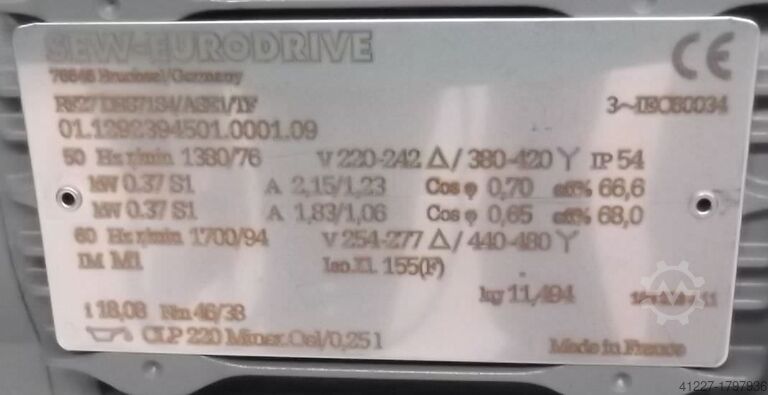 SEW-EURODRIVE
76646 Bruchsal/Germany
CE
3~IEC60034
01.1292394501.0001.09
50 Hz r/min 1380/76 V 220-242 Δ/380-420 Y IP 54
kW 0.37 S1 A 2,15/1,23 Cos φ 0,70 eff% 66,6
kW 0.37 S1 A 1,83/1,06 Cos φ 0,65 eff% 68,0
60 Hz r/min 1700/94 V 254-277 Δ/440-480 Y
IM M1 Iso.Kl. 155(F)
kg 11,494
i 18,08 Nm 46/38
CLP 220 Miner.Oel/0,25 l
Made in France
41227-1797936